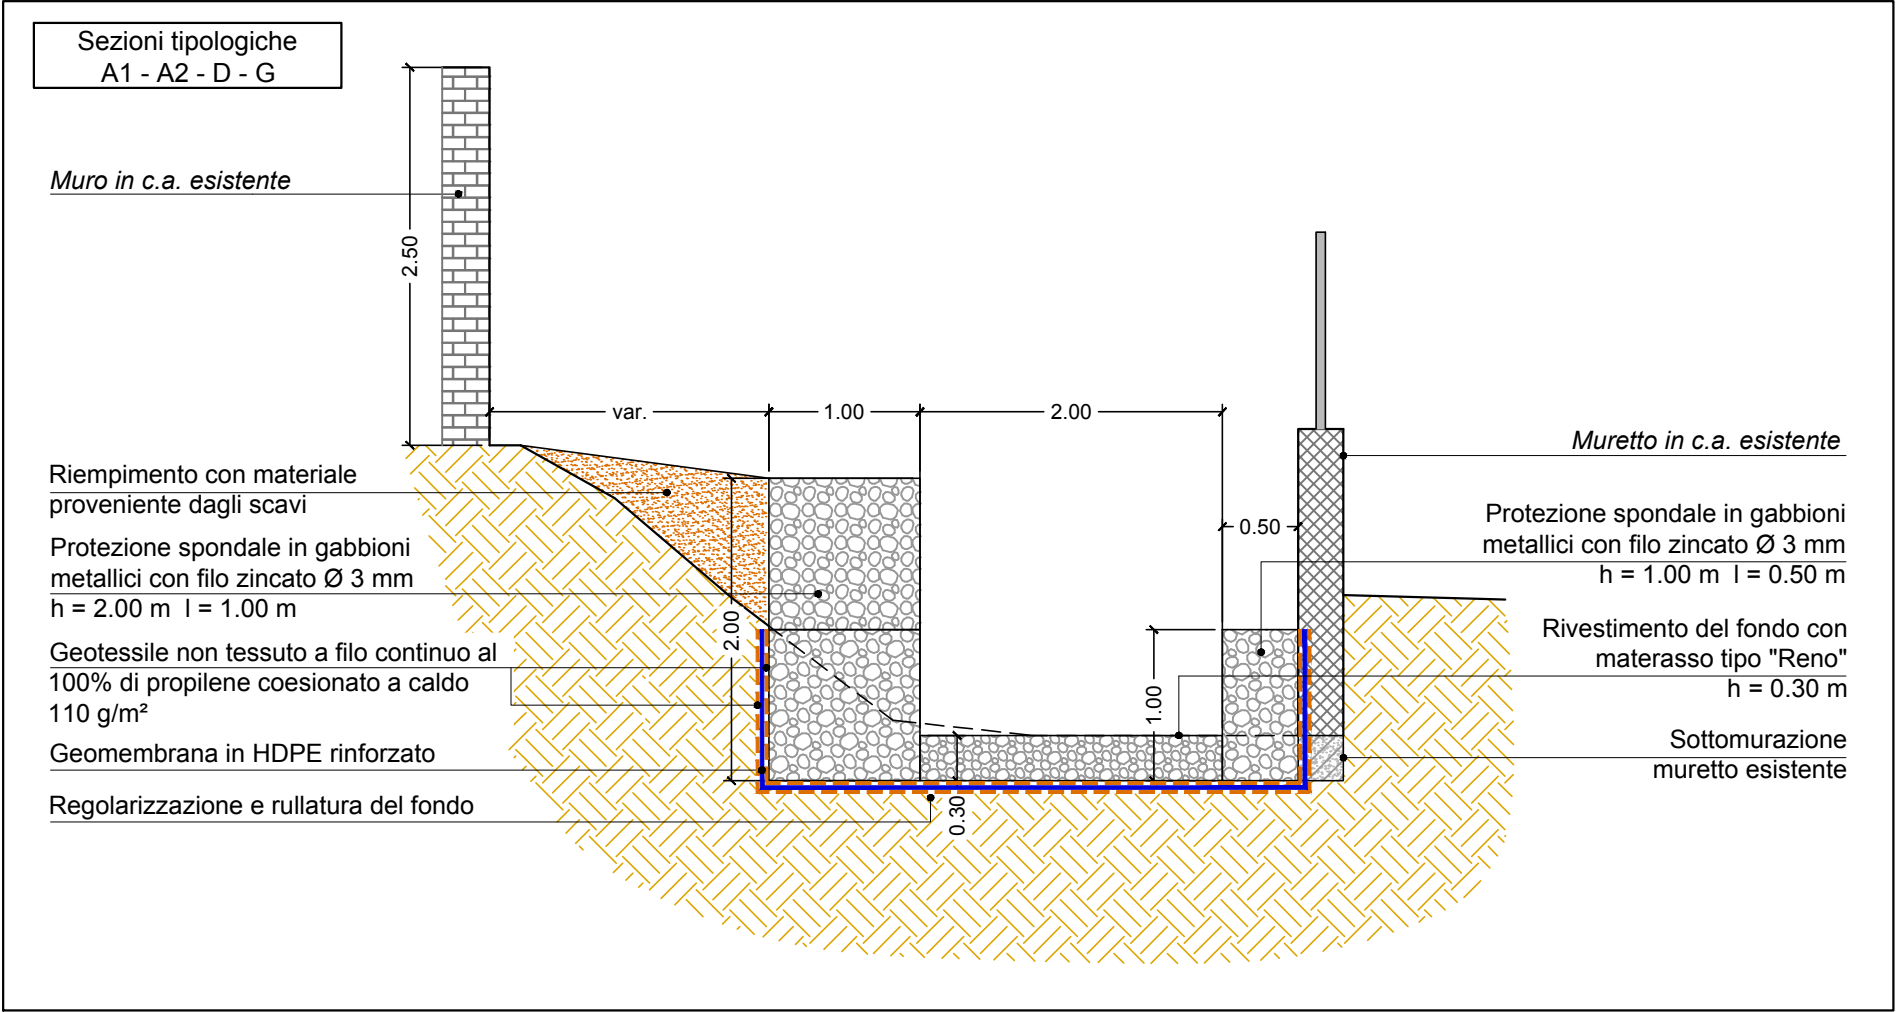 Sezioni tipologiche
A1 - A2 - D - G
Muro in c.a. esistente
2.50
var.
1.00
2.00
Riempimento con materiale
proveniente dagli scavi
Protezione spondale in gabbioni
metallici con filo zincato Ø 3 mm
h = 2.00 m  l = 1.00 m
Geotessile non tessuto a filo continuo al
100% di propilene coesionato a caldo
110 g/m²
Geomembrana in HDPE rinforzato
Regolarizzazione e rullatura del fondo
2.00
0.30
1.00
0.50
Muretto in c.a. esistente
Protezione spondale in gabbioni
metallici con filo zincato Ø 3 mm
h = 1.00 m  l = 0.50 m
Rivestimento del fondo con
materasso tipo "Reno"
h = 0.30 m
Sottomurazione
muretto esistente